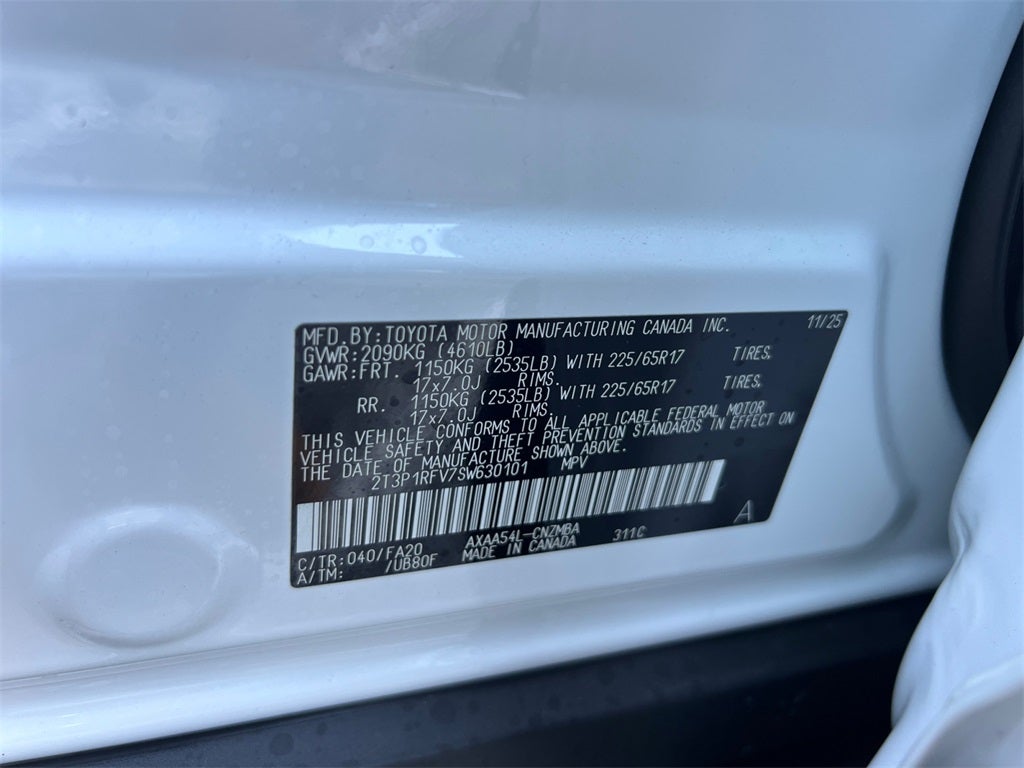 MFD.BY:TOYOTA MOTOR MANUFACTURING CANADA INC. 11/25
GVWR:2090KG (4610LB)
GAWR:FRT. 1150KG (2535LB) WITH 225/65R17 TIRES,
17x7.0J RIMS.
RR. 1150KG (2535LB) WITH 225/65R17 TIRES,
17x7.0J RIMS.
THIS VEHICLE CONFORMS TO ALL APPLICABLE FEDERAL MOTOR
VEHICLE SAFETY AND THEFT PREVENTION STANDARDS IN EFFECT ON
THE DATE OF MANUFACTURE SHOWN ABOVE.
2T3P1RFV7SW630101 MPV
A
C/TR:040/FA20 AXAA54L-CNZMBA 311C
A/TM: /UB80F MADE IN CANADA